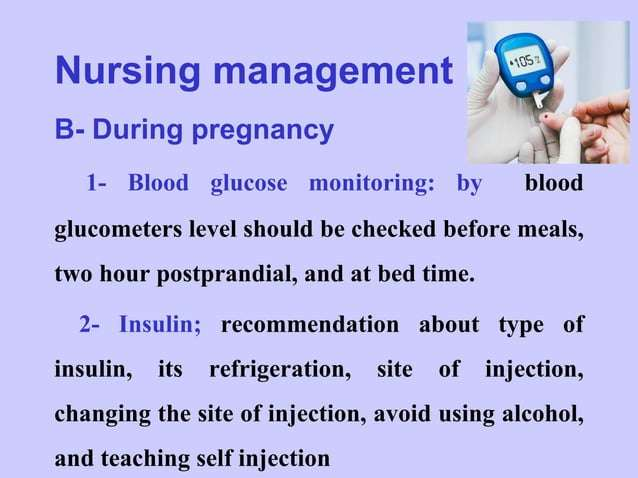 Nursing management
105
B- During pregnancy
1- Blood glucose monitoring: by blood
glucometers level should be checked before meals,
two hour postprandial, and at bed time.
2- Insulin; recommendation about type of
insulin, its refrigeration, site of injection,
changing the site of injection, avoid using alcohol,
and teaching self injection